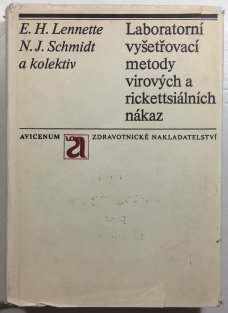 E. H. Lennette
N. J. Schmidt
a kolektiv
Laboratorní
vyšetřovací
metody
virových a
rickettsiálních
nákaz
AVICENUM
ZDRAVOTNICKÉ NAKLADATELSTVÍ